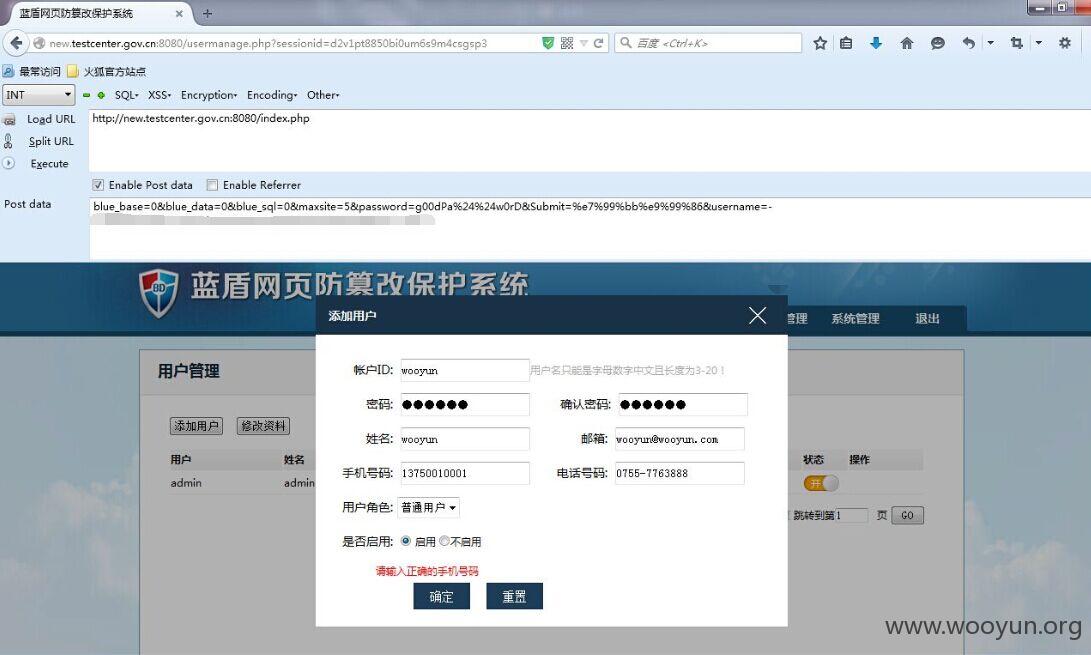 蓝盾网页防篡改保护系统
new.testcenter.gov.cn:8080/usermanage.php?sessionid=d2v1pt8850bi0um6s9m4csgsp3
百度 <Ctrl+K>
最常访问 火狐官方站点
INT SQL XSS Encryption Encoding Other
Load URL http://new.testcenter.gov.cn:8080/index.php
Split URL
Execute
Enable Post data Enable Referrer
Post data blue_base=0&blue_data=0&blue_sql=0&maxsite=5&password=g00dPa%24%24w0rD&Submit=%e7%99%bb%e9%99%86&username=-
BD 蓝盾网页防篡改保护系统
管理 系统管理 退出
添加用户
用户管理
帐户ID: wooyun 用户名只能是字母数字中文且长度为3-20！
密码: ●●●●●● 确认密码: ●●●●●●
添加用户 修改资料
姓名: wooyun 邮箱: wooyun@wooyun.com
用户 姓名 状态 操作
手机号码: 13750010001 电话号码: 0755-7763888
admin admin 开
用户角色: 普通用户 跳转到第1 页 GO
是否启用: 启用 不启用
请输入正确的手机号码
确定 重置
www.wooyun.org